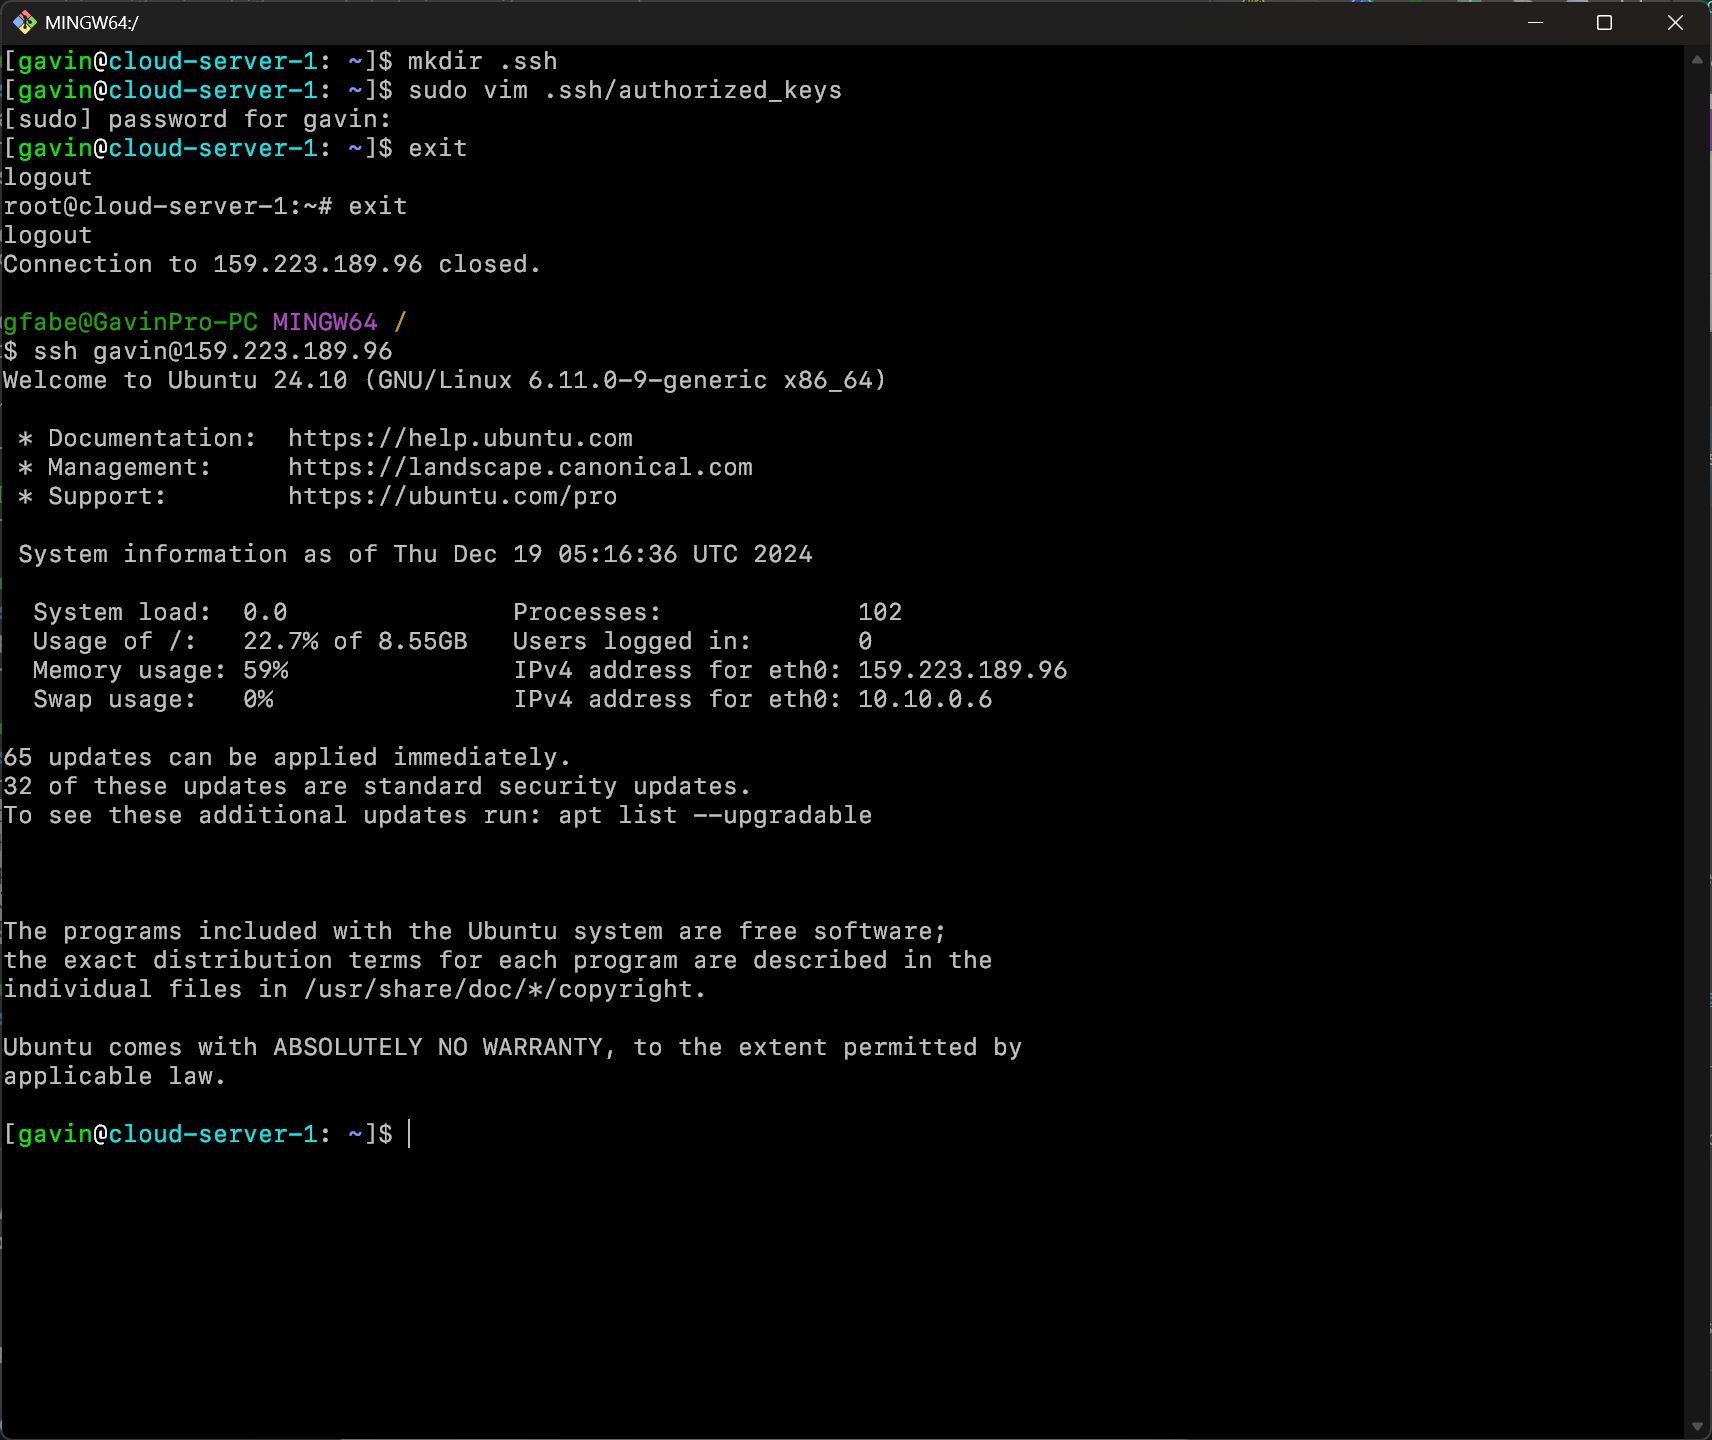 MINGW64:/
[gavin@cloud-server-1: ~]$ mkdir .ssh
[gavin@cloud-server-1: ~]$ sudo vim .ssh/authorized_keys
[sudo] password for gavin:
[gavin@cloud-server-1: ~]$ exit
logout
root@cloud-server-1:~# exit
logout
Connection to 159.223.189.96 closed.

gfabe@GavinPro-PC MINGW64 /
$ ssh gavin@159.223.189.96
Welcome to Ubuntu 24.10 (GNU/Linux 6.11.0-9-generic x86_64)

 * Documentation:  https://help.ubuntu.com
 * Management:     https://landscape.canonical.com
 * Support:        https://ubuntu.com/pro

 System information as of Thu Dec 19 05:16:36 UTC 2024

  System load:  0.0               Processes:             102
  Usage of /:   22.7% of 8.55GB   Users logged in:       0
  Memory usage: 59%               IPv4 address for eth0: 159.223.189.96
  Swap usage:   0%                IPv4 address for eth0: 10.10.0.6

65 updates can be applied immediately.
32 of these updates are standard security updates.
To see these additional updates run: apt list --upgradable

The programs included with the Ubuntu system are free software;
the exact distribution terms for each program are described in the
individual files in /usr/share/doc/*/copyright.

Ubuntu comes with ABSOLUTELY NO WARRANTY, to the extent permitted by
applicable law.

[gavin@cloud-server-1: ~]$